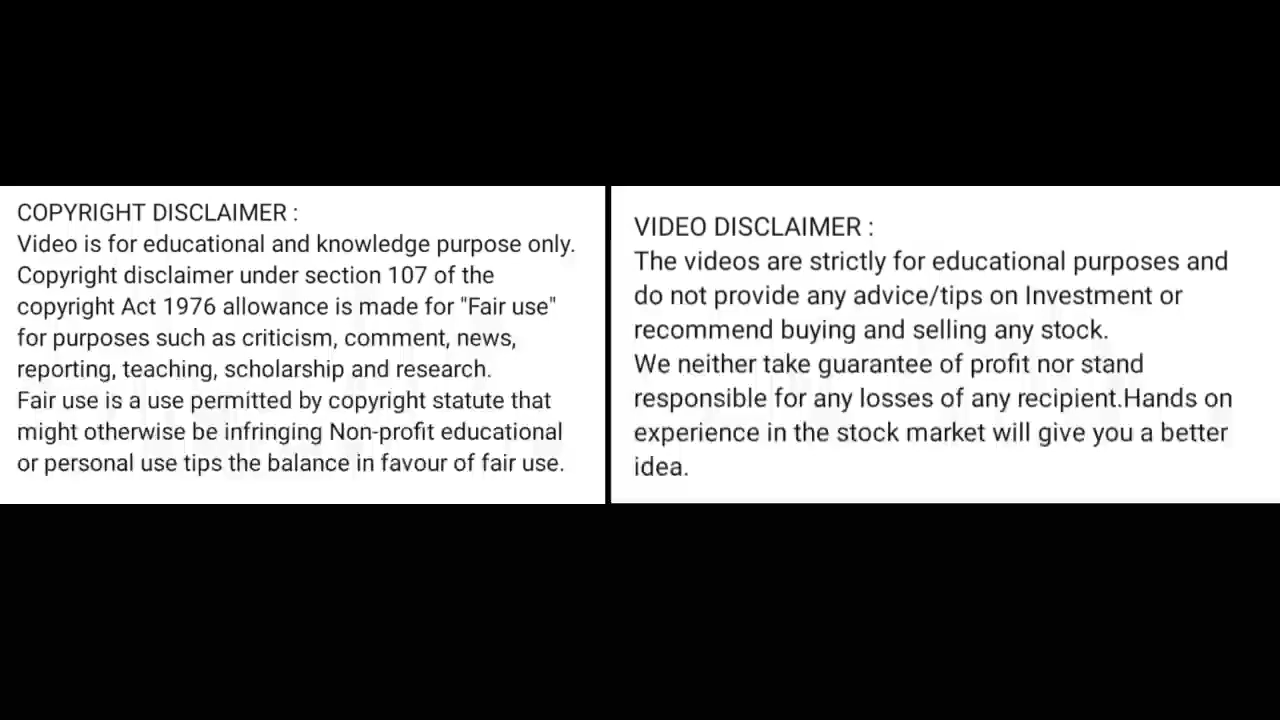 COPYRIGHT DISCLAIMER :
Video is for educational and knowledge purpose only.
Copyright disclaimer under section 107 of the
copyright Act 1976 allowance is made for "Fair use"
for purposes such as criticism, comment, news,
reporting, teaching, scholarship and research.
Fair use is a use permitted by copyright statute that
might otherwise be infringing Non-profit educational
or personal use tips the balance in favour of fair use.
VIDEO DISCLAIMER :
The videos are strictly for educational purposes and
do not provide any advice/tips on Investment or
recommend buying and selling any stock.
We neither take guarantee of profit nor stand
responsible for any losses of any recipient.Hands on
experience in the stock market will give you a better
idea.